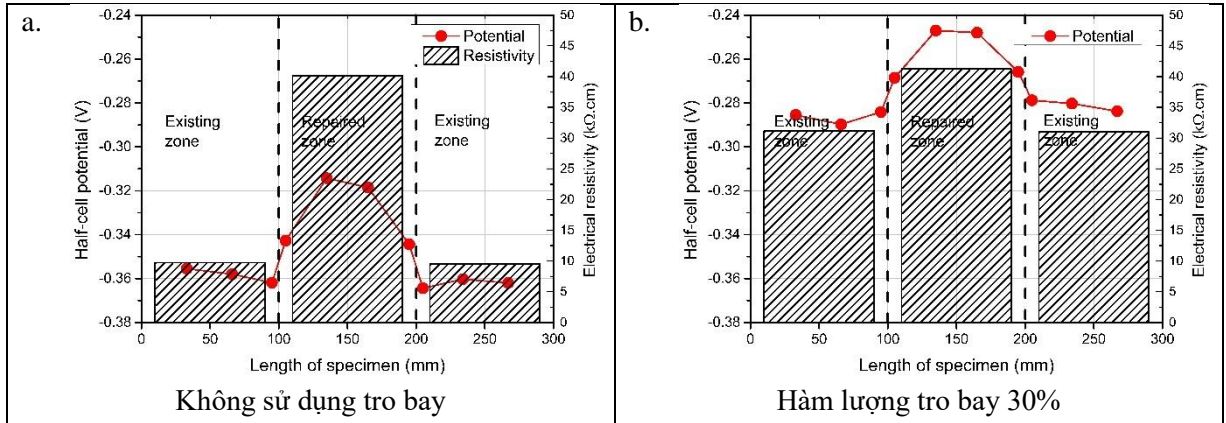 a.
-0.24
-0.26
-0.28
-0.30
-0.32
-0.34
-0.36
-0.38
Half-cell potential (V)
Potential
Resistivity
Existing
zone
Repaired
zone
Existing
zone
50
45
40
35
30
25
20
15
10
5
0
Electrical resistivity (kΩ.cm)
0 50 100 150 200 250 300
Length of specimen (mm)
Không sử dụng tro bay
b.
-0.24
-0.26
-0.28
-0.30
-0.32
-0.34
-0.36
-0.38
Half-cell potential (V)
Potential
Existing
zone
Repaired
zone
Existing
zone
50
45
40
35
30
25
20
15
10
5
0
Electrical resistivity (kΩ.cm)
0 50 100 150 200 250 300
Length of specimen (mm)
Hàm lượng tro bay 30%